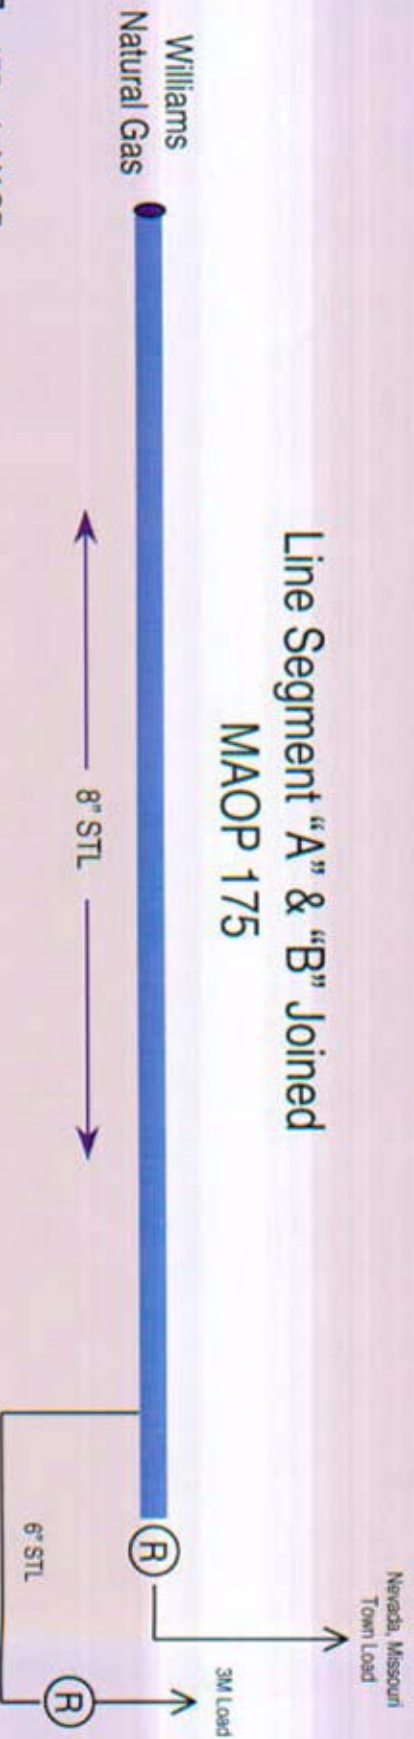 Line Segment “A” & “B” Joined
MAOP 175
Williams
Natural Gas
8" STL
R
Nevada, Missouri
Town Load
3M Load
6" STL
R